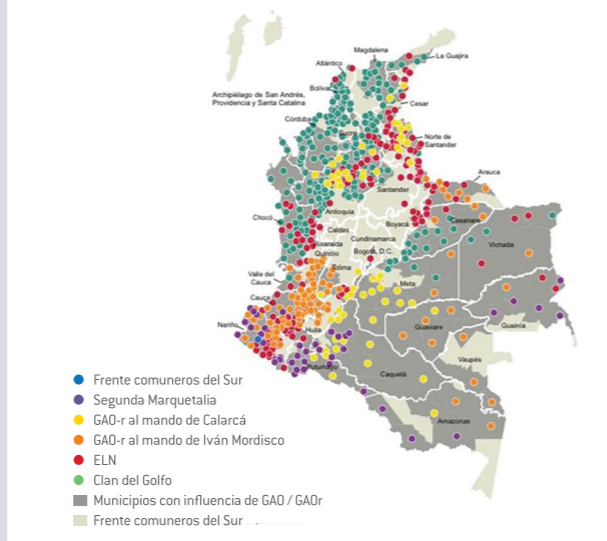 Magdalena
La Guajira
Atlántico
Bolívar
Archipiélago de San Andrés,
Providencia y Santa Catalina
Cesar
Córdoba
Sucre
Norte de
Santander
Arauca
Santander
Antioquia
Chocó
Boyacá
Casanare
Caldas
Cundinamarca
Risaralda
Vichada
Bogotá, D.C.
Quindío
Tolima
Valle del
Cauca
Meta
Cauca
Nariño
Huila
Guaviare
Guainía
Vaupés
Putumayo
Caquetá
Amazonas
Frente comuneros del Sur
Segunda Marquetalia
GAO-r al mando de Calarcá
GAO-r al mando de Iván Mordisco
ELN
Clan del Golfo
Municipios con influencia de GAO / GAOr
Frente comuneros del Sur